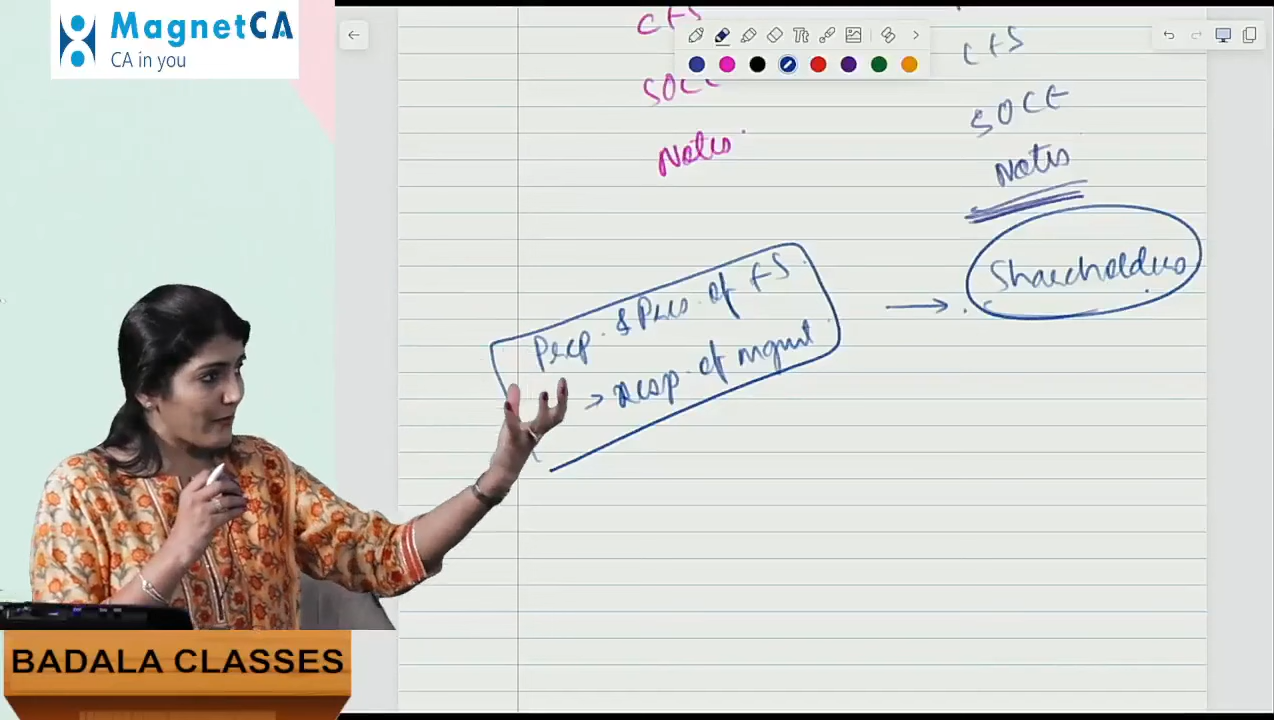 MagnetCA
CA in you
CFS
SOCE
Notes
CFS
SOCE
Notes
Shareholders
Prep. & Pres. of FS
→ resp. of mgmt
BADALA CLASSES